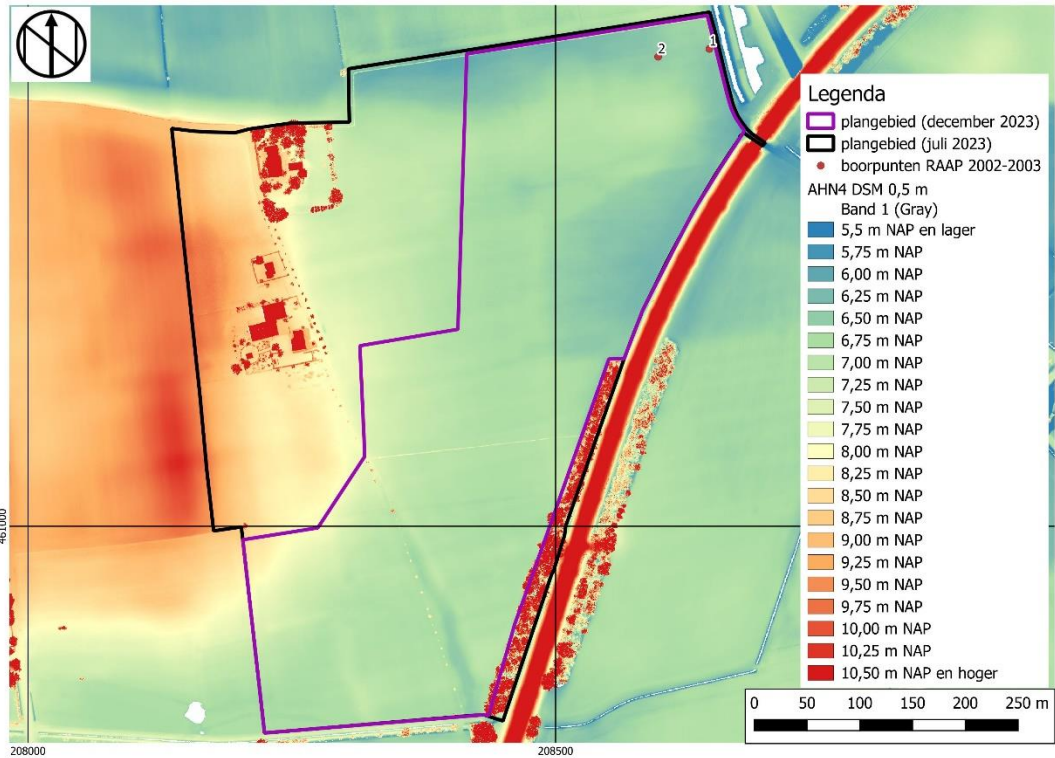 2
1
Legenda
plangebied (december 2023)
plangebied (juli 2023)
boorpunten RAAP 2002-2003
AHN4 DSM 0,5 m
Band 1 (Gray)
5,5 m NAP en lager
5,75 m NAP
6,00 m NAP
6,25 m NAP
6,50 m NAP
6,75 m NAP
7,00 m NAP
7,25 m NAP
7,50 m NAP
7,75 m NAP
8,00 m NAP
8,25 m NAP
8,50 m NAP
8,75 m NAP
9,00 m NAP
9,25 m NAP
9,50 m NAP
9,75 m NAP
10,00 m NAP
10,25 m NAP
10,50 m NAP en hoger
461000
0 50 100 150 200 250 m
208000
208500